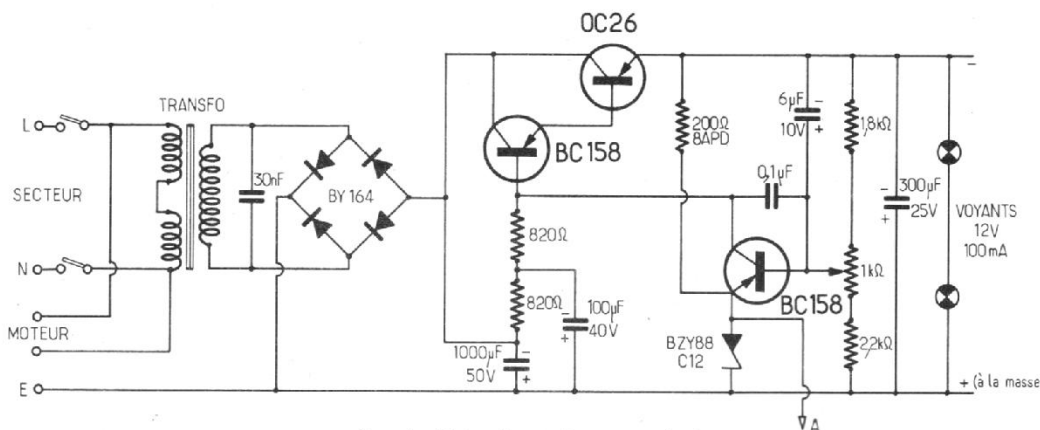 OC26
TRANSFO
L
SECTEUR
N
MOTEUR
E
30nF
BY 164
BC158
820Ω
820Ω
100µF
40V
1000µF
50V
200Ω
8APD
0,1µF
6µF
10V
1,8kΩ
1kΩ
2,2kΩ
BC158
BZY88
C12
300µF
25V
VOYANTS
12V
100mA
-
+ (à la masse
A